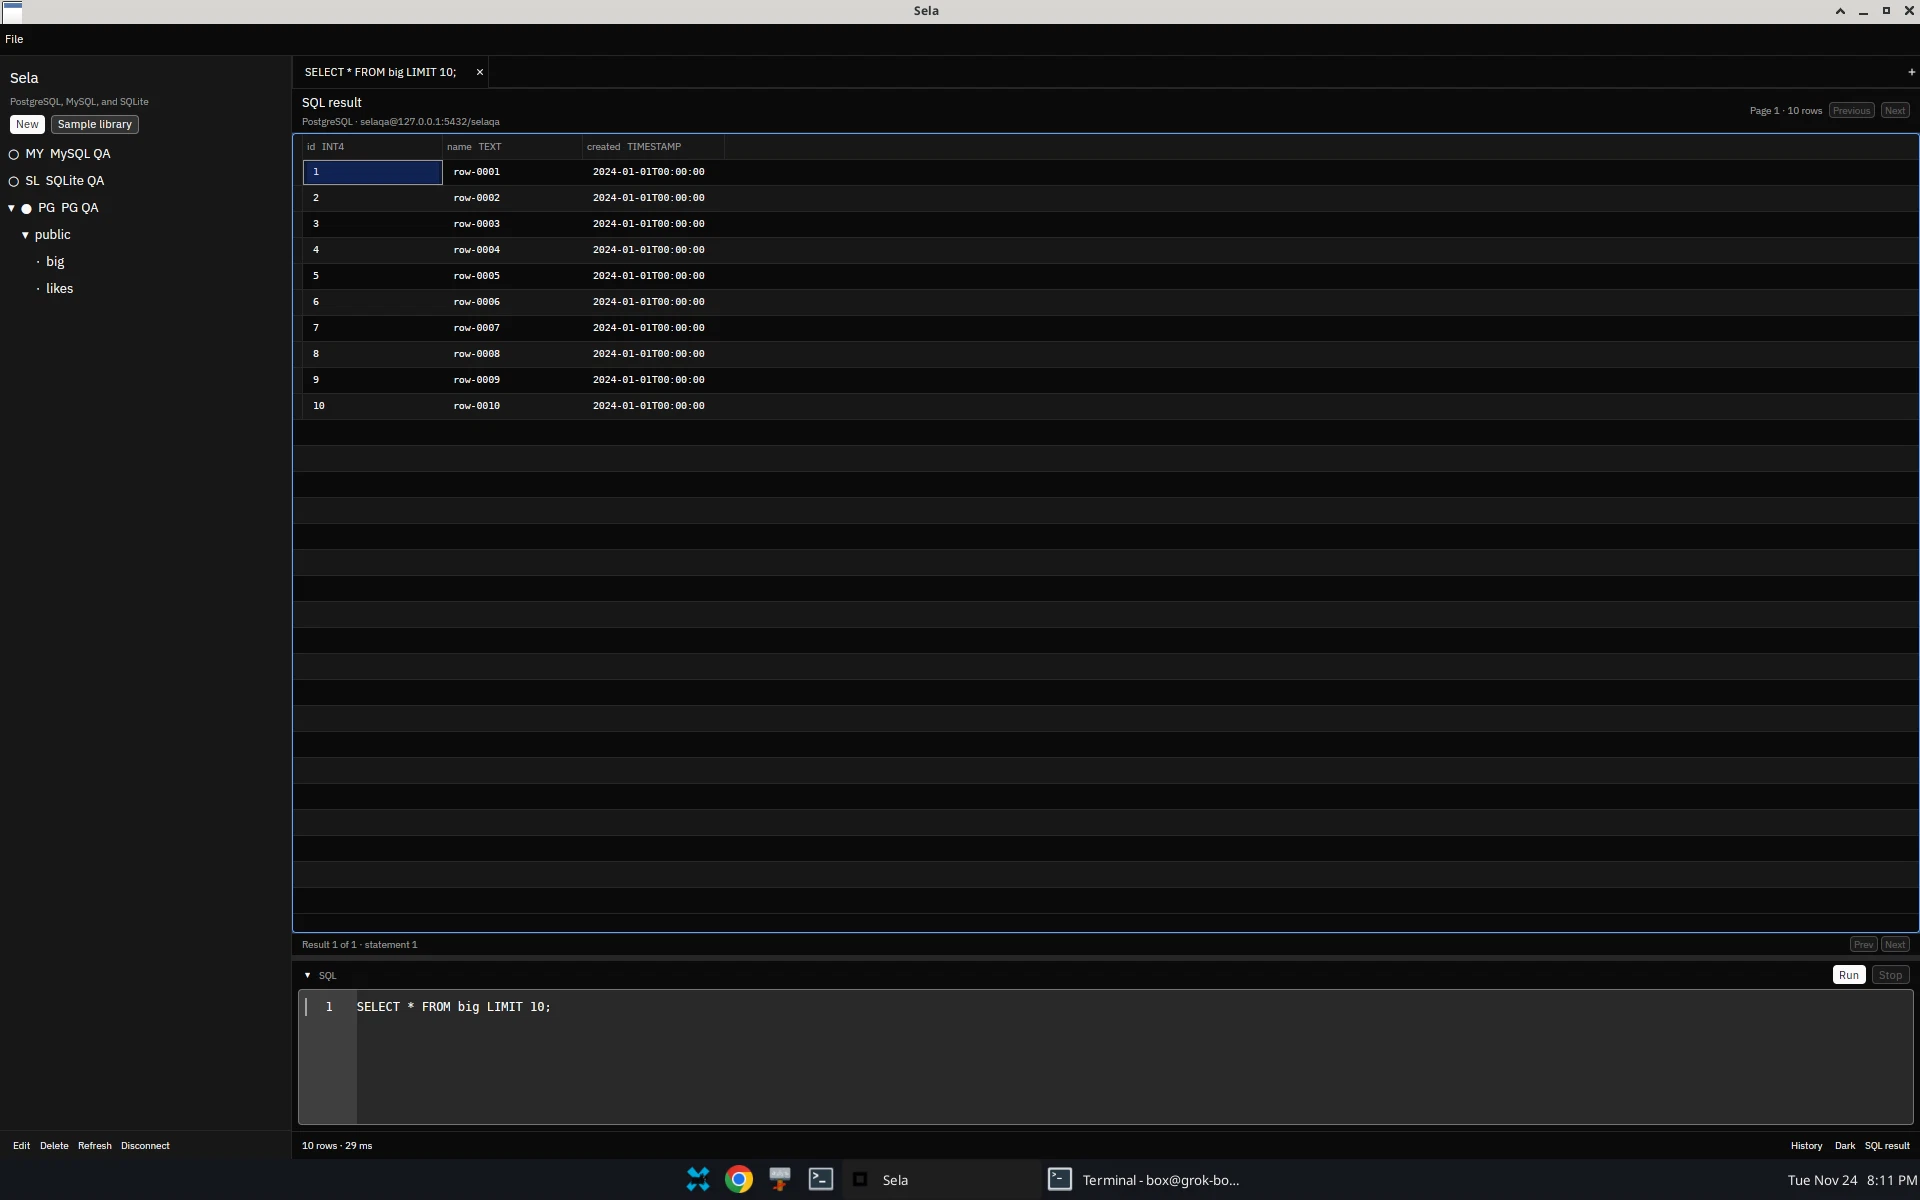 Sela
File
Sela
PostgreSQL, MySQL, and SQLite
New Sample library
MY MySQL QA
SL SQLite QA
▼ PG PG QA
▼ public
· big
· likes
Edit Delete Refresh Disconnect
SELECT * FROM big LIMIT 10; × +
SQL result
PostgreSQL · selaqa@127.0.0.1:5432/selaqa
Page 1 · 10 rows Previous Next
id INT4 name TEXT created TIMESTAMP
1 row-0001 2024-01-01T00:00:00
2 row-0002 2024-01-01T00:00:00
3 row-0003 2024-01-01T00:00:00
4 row-0004 2024-01-01T00:00:00
5 row-0005 2024-01-01T00:00:00
6 row-0006 2024-01-01T00:00:00
7 row-0007 2024-01-01T00:00:00
8 row-0008 2024-01-01T00:00:00
9 row-0009 2024-01-01T00:00:00
10 row-0010 2024-01-01T00:00:00
Result 1 of 1 · statement 1 Prev Next
▼ SQL Run Stop
1 SELECT * FROM big LIMIT 10;
10 rows · 29 ms History Dark SQL result
Sela Terminal - box@grok-bo... Tue Nov 24 8:11 PM